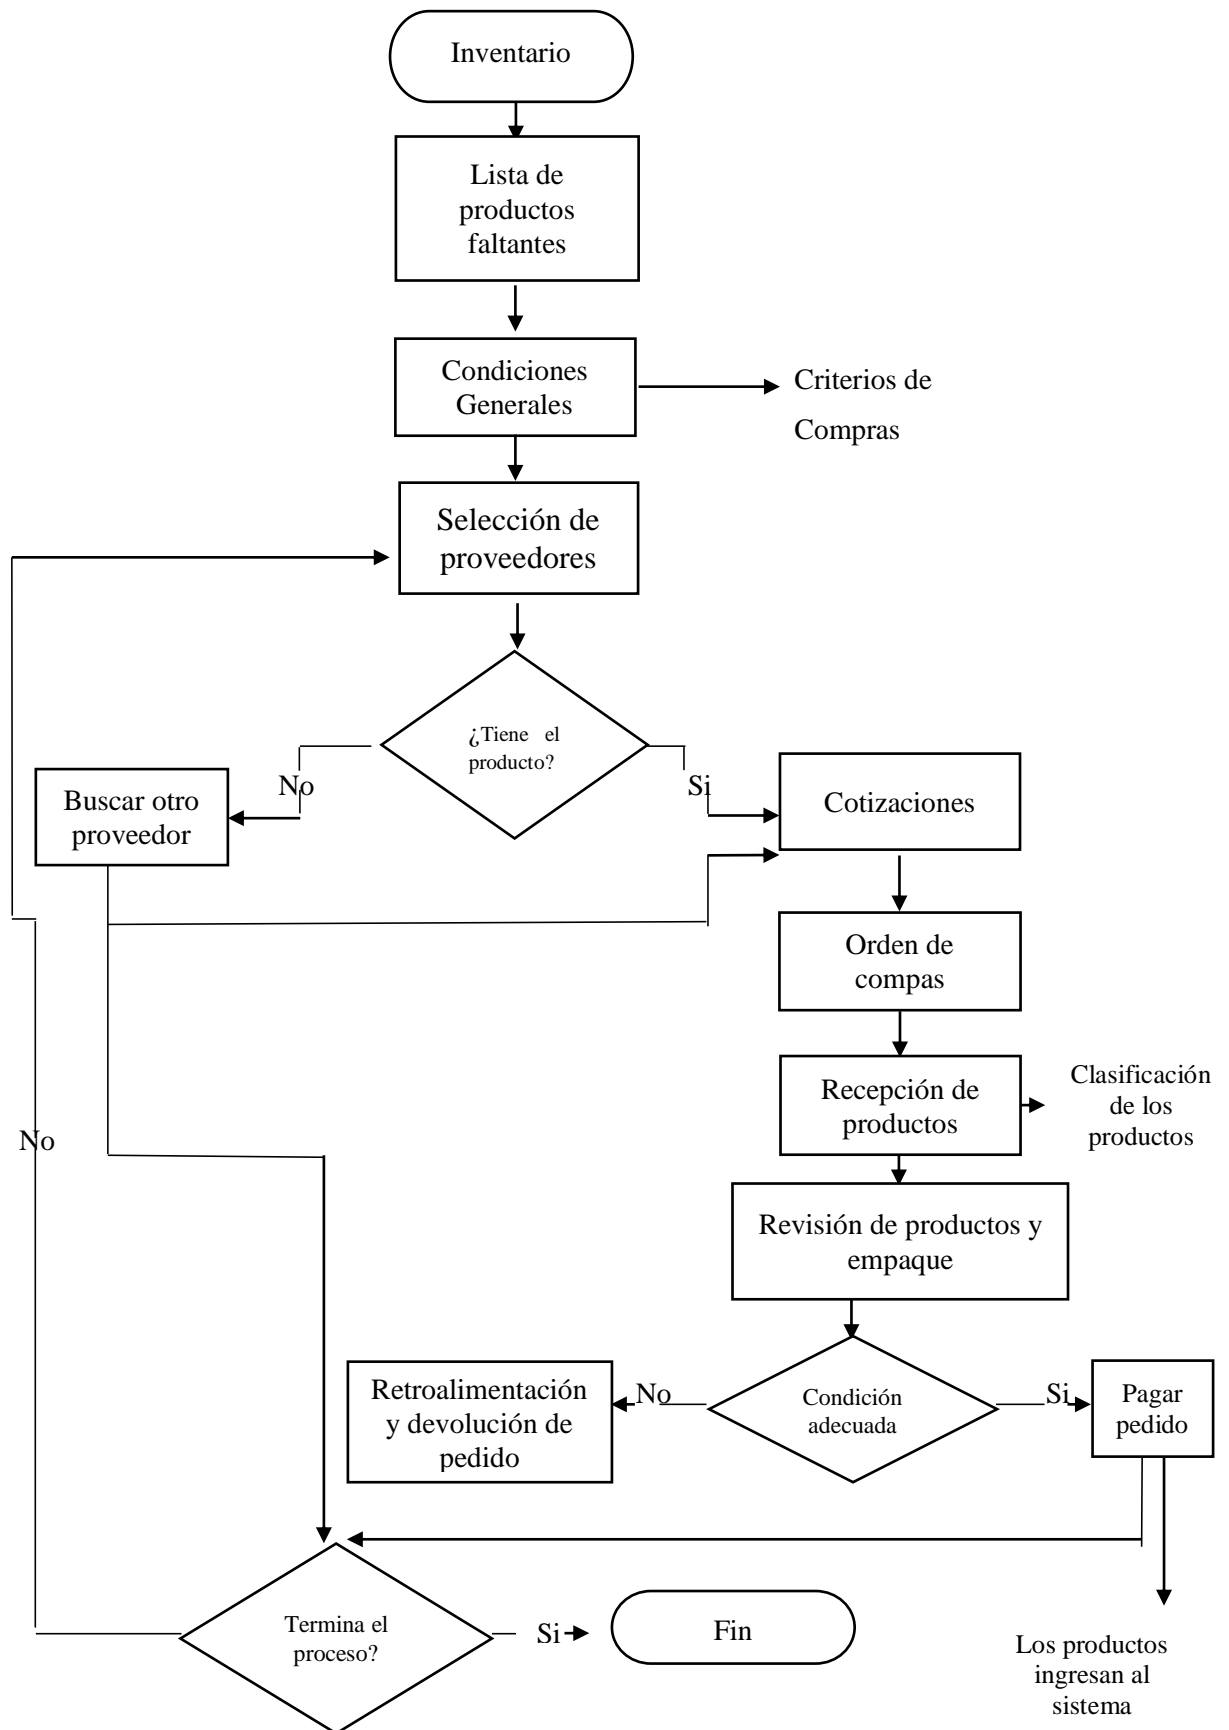 Inventario
Lista de
productos
faltantes
Condiciones
Generales
Criterios de
Compras
Selección de
proveedores
¿Tiene el
producto?
No
Si
Buscar otro
proveedor
Cotizaciones
Orden de
compas
Recepción de
productos
Clasificación
de los
productos
No
Revisión de productos y
empaque
Retroalimentación
y devolución de
pedido
No
Condición
adecuada
Si
Pagar
pedido
Termina el
proceso?
Si
Fin
Los productos
ingresan al
sistema